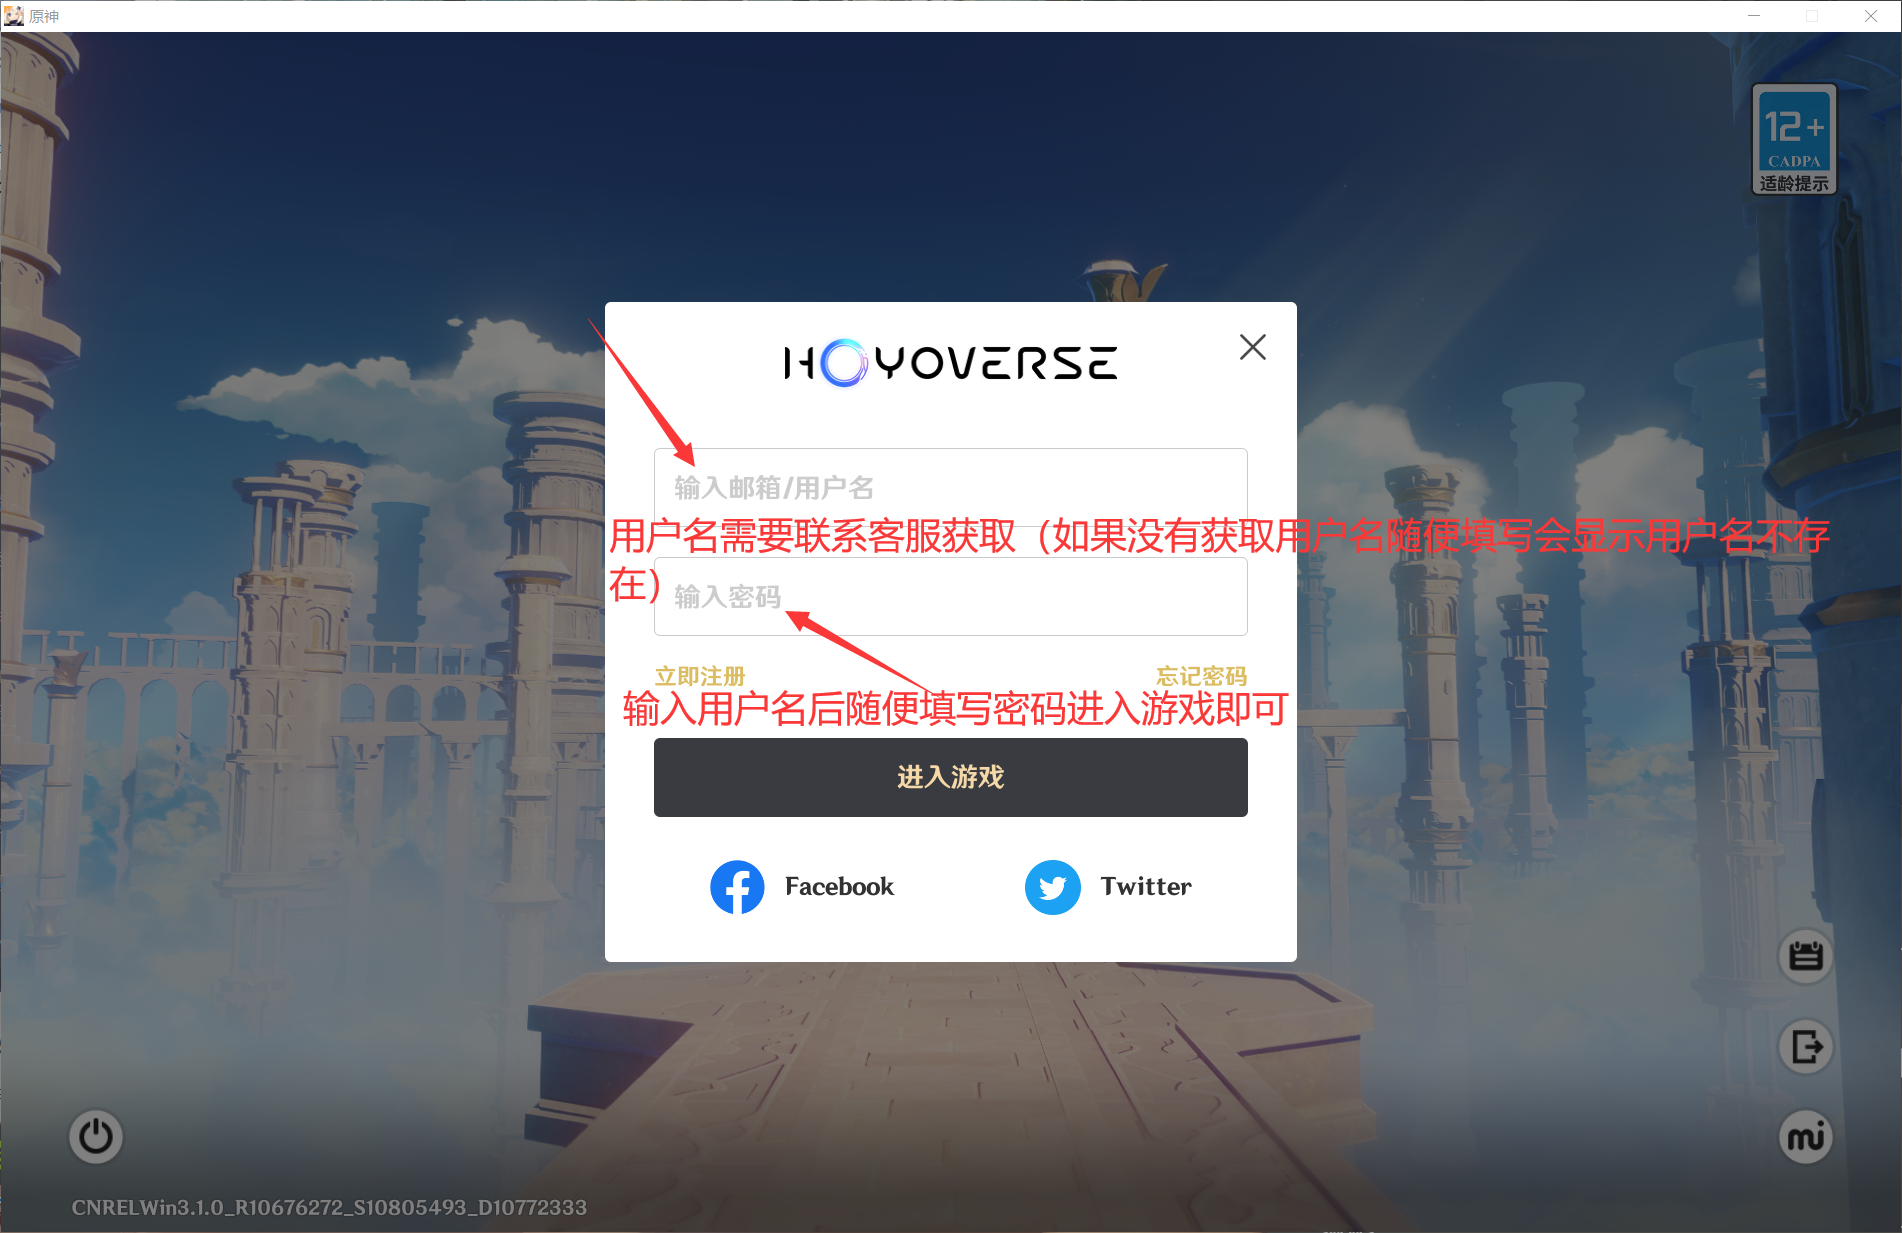 原神
12+
CADPA
适龄提示
HOYOVERSE
输入邮箱/用户名
用户名需要联系客服获取（如果没有获取用户名随便填写会显示用户名不存
在）
输入密码
立即注册
忘记密码
输入用户名后随便填写密码进入游戏即可
进入游戏
Facebook
Twitter
mi
CNRELWin3.1.0_R10676272_S10805493_D10772333